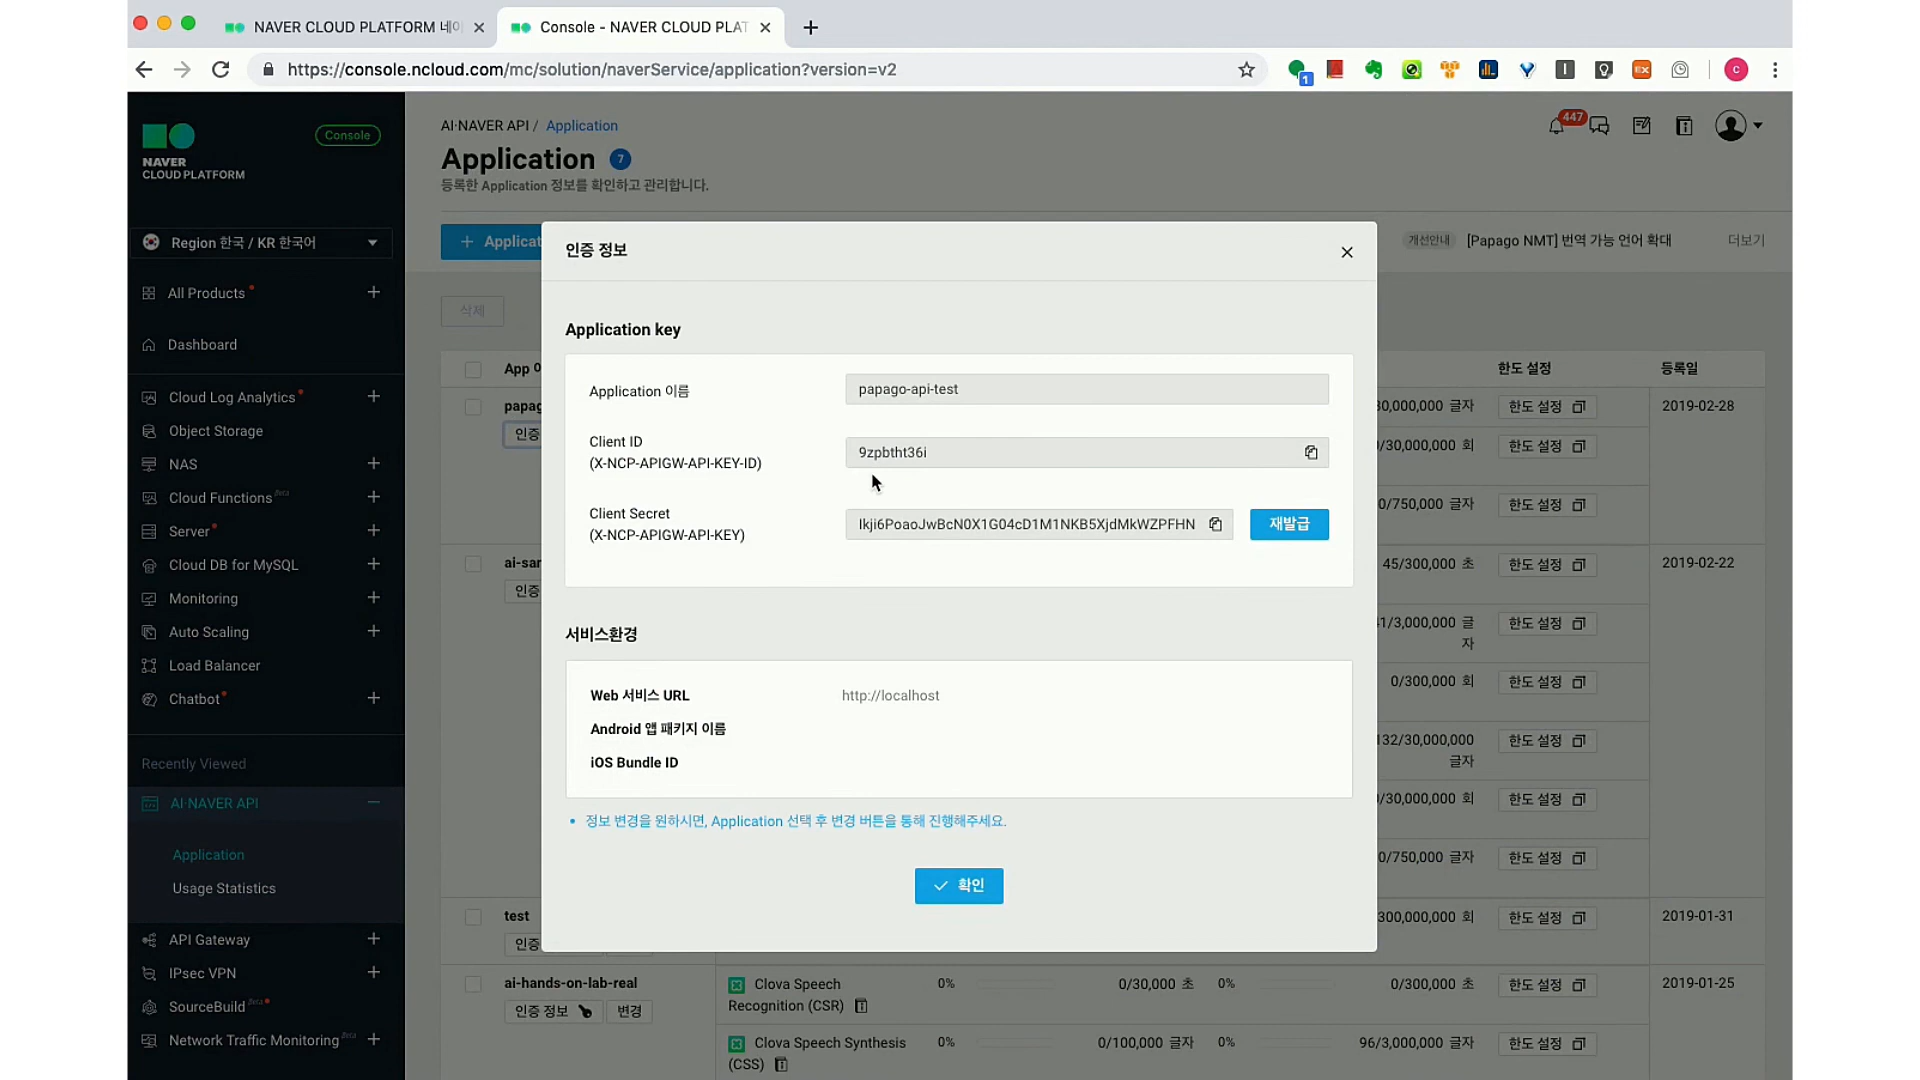 NAVER CLOUD PLATFORM 네이
Console - NAVER CLOUD PLAT
https://console.ncloud.com/mc/solution/naverService/application?version=v2
1
EX
C
NAVER
CLOUD PLATFORM
Console
Region 한국 / KR 한국어
All Products
Dashboard
Cloud Log Analytics
Object Storage
NAS
Cloud Functions Beta
Server
Cloud DB for MySQL
Monitoring
Auto Scaling
Load Balancer
Chatbot
Recently Viewed
AI·NAVER API
Application
Usage Statistics
API Gateway
IPsec VPN
SourceBuild Beta
Network Traffic Monitoring Beta
AI·NAVER API / Application
447
Application 7
등록한 Application 정보를 확인하고 관리합니다.
+ Applicat
개선안내 [Papago NMT] 번역 가능 언어 확대 더보기
삭제
인증 정보
Application key
Application 이름 papago-api-test
Client ID
(X-NCP-APIGW-API-KEY-ID)
9zpbtht36i
Client Secret
(X-NCP-APIGW-API-KEY)
Ikji6PoaoJwBcN0X1G04cD1M1NKB5XjdMkWZPFHN 재발급
서비스환경
Web 서비스 URL http://localhost
Android 앱 패키지 이름
iOS Bundle ID
• 정보 변경을 원하시면, Application 선택 후 변경 버튼을 통해 진행해주세요.
확인
App 한도 설정 등록일
papag 30,000,000 글자 한도 설정 2019-02-28
인증 /30,000,000 회 한도 설정
0/750,000 글자 한도 설정
ai-sar 45/300,000 초 한도 설정 2019-02-22
인증 41/3,000,000 글 한도 설정
자
0/300,000 회 한도 설정
132/30,000,000 한도 설정
글자
/30,000,000 회 한도 설정
0/750,000 글자 한도 설정
test 300,000,000 회 한도 설정 2019-01-31
인증
ai-hands-on-lab-real Clova Speech 0% 0/30,000 초 0% 0/300,000 초 한도 설정 2019-01-25
인증 정보 변경 Recognition (CSR)
Clova Speech Synthesis 0% 0/100,000 글자 0% 96/3,000,000 글자 한도 설정
(CSS)